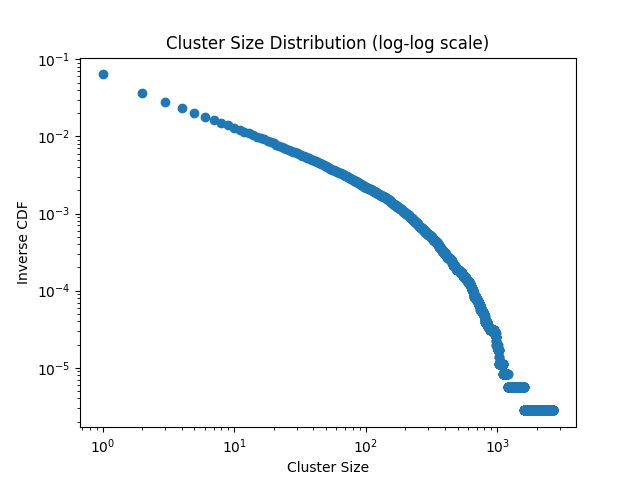 Cluster Size Distribution (log-log scale)
Inverse CDF
10⁻¹
10⁻²
10⁻³
10⁻⁴
10⁻⁵
10⁰ 10¹ 10² 10³
Cluster Size